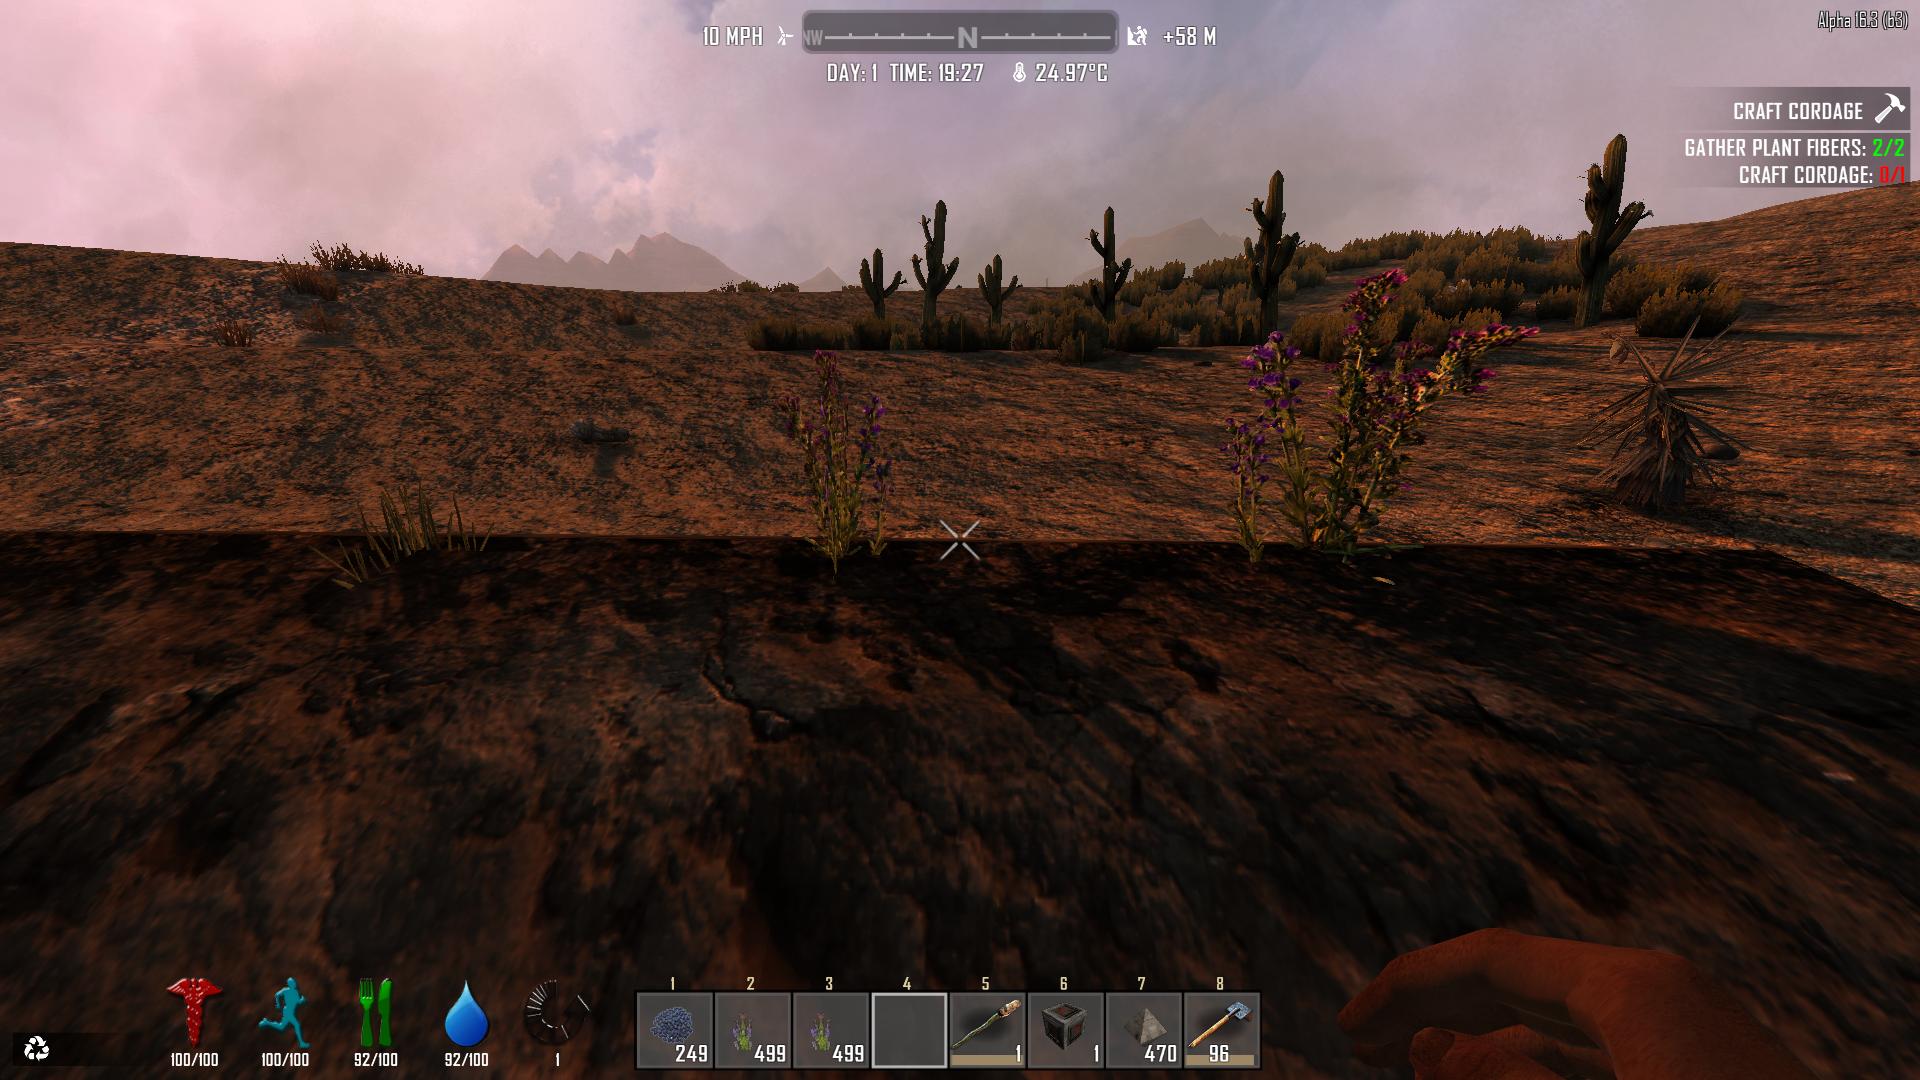 Alpha 16.3 (b3)
10 MPH NW N +58 M
DAY: 1 TIME: 19:27 24.97°C
CRAFT CORDAGE
GATHER PLANT FIBERS: 2/2
CRAFT CORDAGE: 0/1
1 2 3 4 5 6 7 8
249 499 499 1 1 470 96
100/100 100/100 92/100 92/100 1